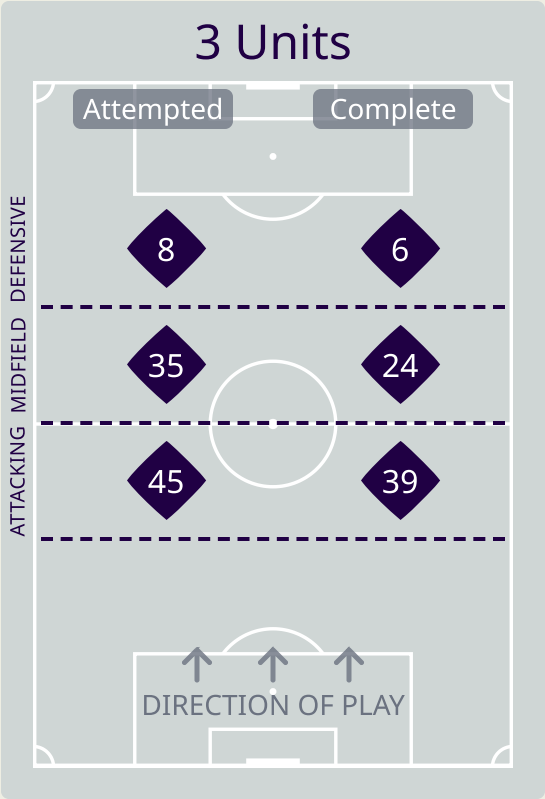 3 Units
Attempted
Complete
DEFENSIVE
8
6
MIDFIELD
35
24
ATTACKING
45
39
DIRECTION OF PLAY